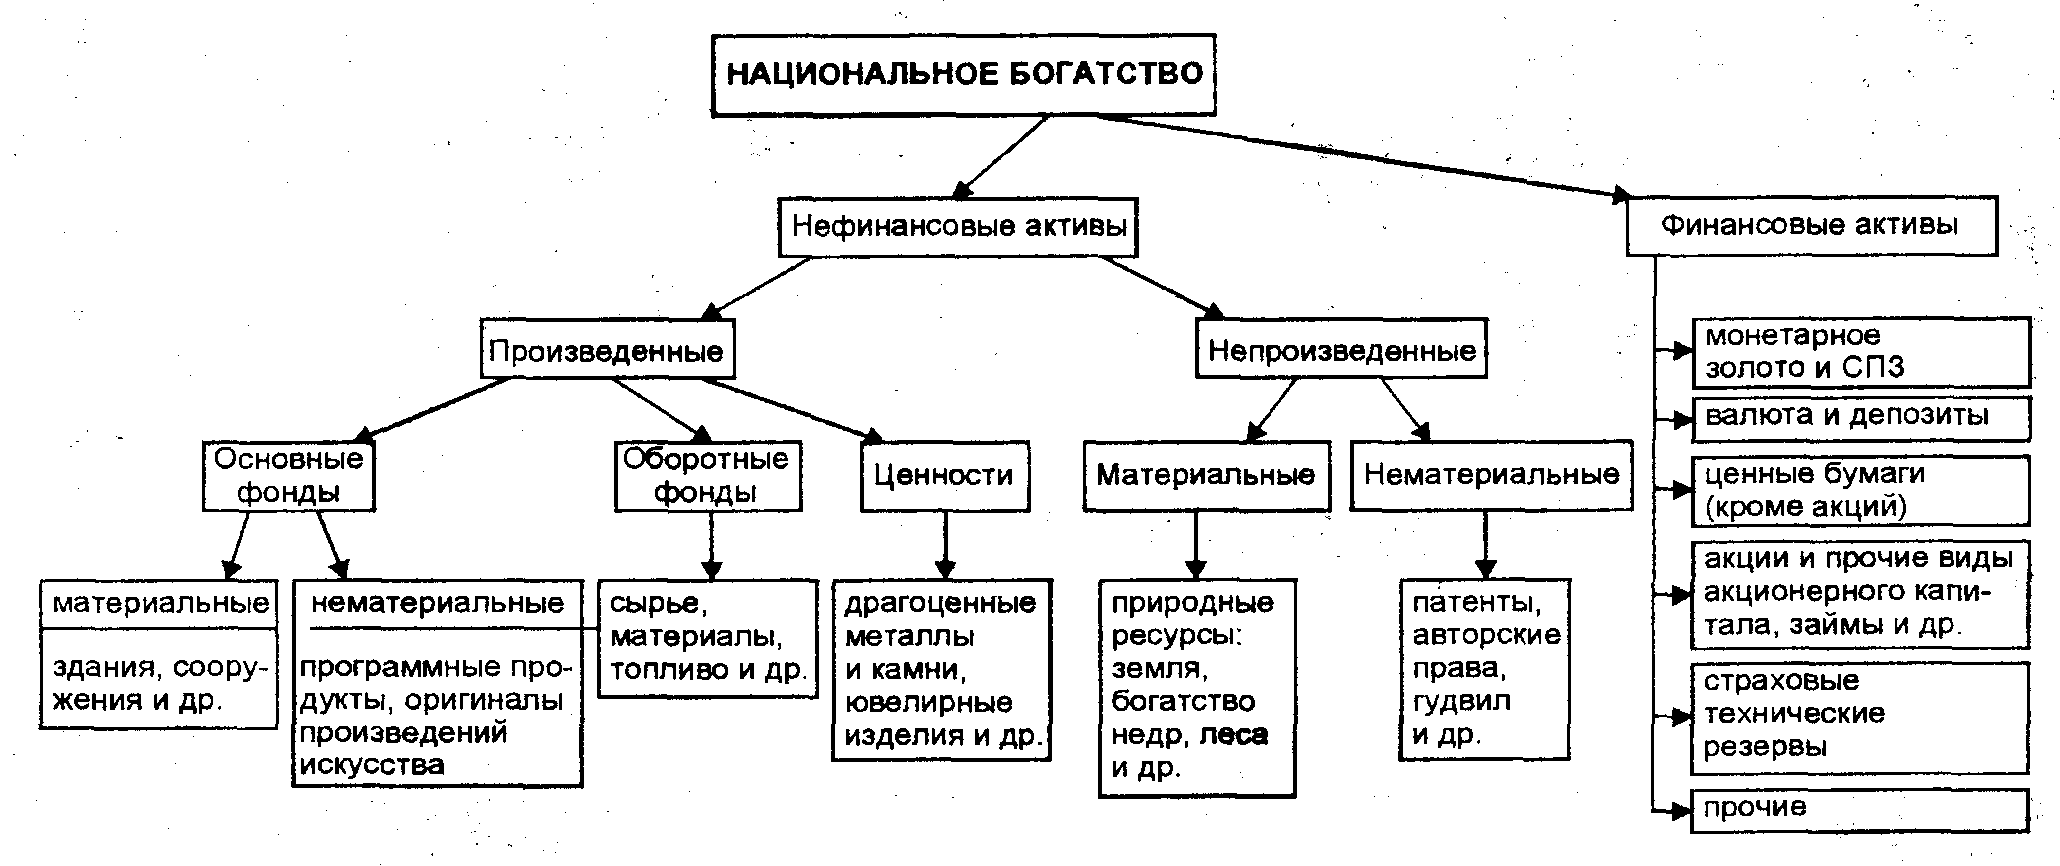 НАЦИОНАЛЬНОЕ БОГАТСТВО
Нефинансовые активы
Финансовые активы
Произведенные
Непроизведенные
Основные
фонды
Оборотные
фонды
Ценности
Материальные
Нематериальные
материальные
здания, соору-
жения и др.
нематериальные
программные про-
дукты, оригиналы
произведений
искусства
сырье,
материалы,
топливо и др.
драгоценные
металлы
и камни,
ювелирные
изделия и др.
природные
ресурсы:
земля,
богатство
недр, леса
и др.
патенты,
авторские
права,
гудвил
и др.
монетарное
золото и СПЗ
валюта и депозиты
ценные бумаги
(кроме акций)
акции и прочие виды
акционерного капи-
тала, займы и др.
страховые
технические
резервы
прочие